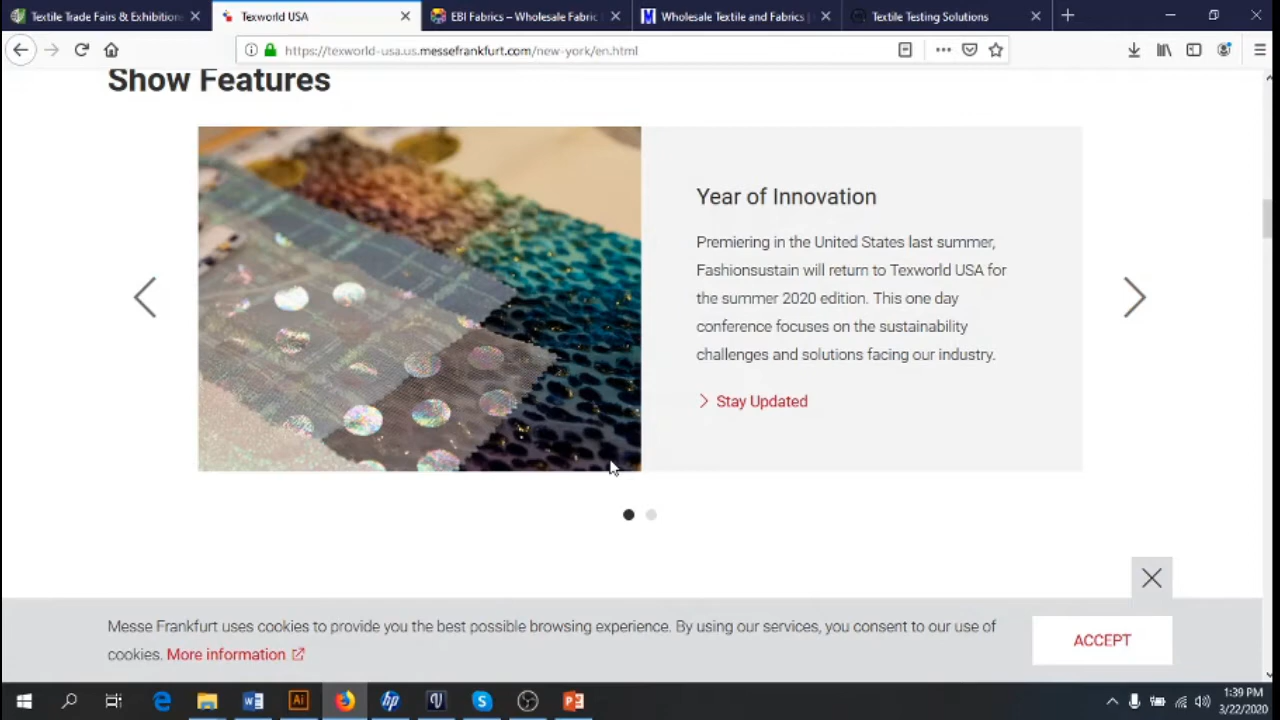 Textile Trade Fairs & Exhibitions
Texworld USA
EBI Fabrics – Wholesale Fabric
Wholesale Textile and Fabrics |
Textile Testing Solutions
https://texworld-usa.us.messefrankfurt.com/new-york/en.html
Show Features
Year of Innovation
Premiering in the United States last summer,
Fashionsustain will return to Texworld USA for
the summer 2020 edition. This one day
conference focuses on the sustainability
challenges and solutions facing our industry.
Stay Updated
Messe Frankfurt uses cookies to provide you the best possible browsing experience. By using our services, you consent to our use of
cookies. More information
ACCEPT
1:39 PM
3/22/2020